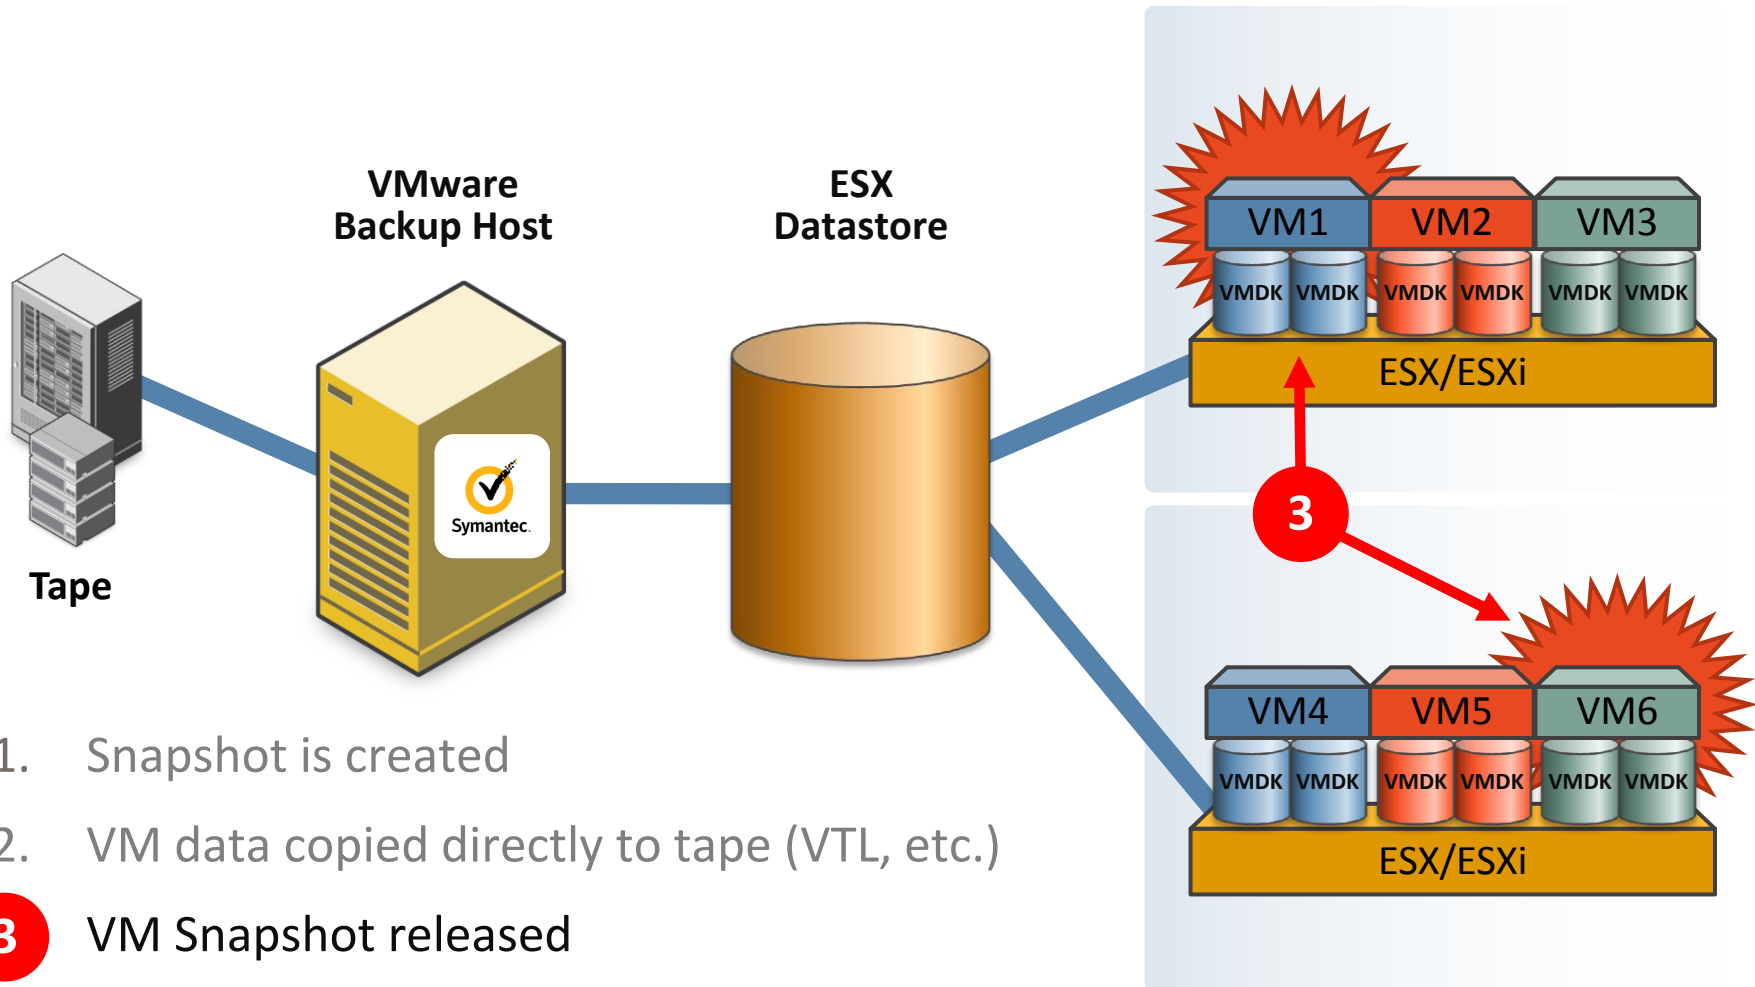 VMware
Backup Host
ESX
Datastore
VM1 VM2 VM3
VMDK VMDK VMDK VMDK VMDK VMDK
ESX/ESXi
Symantec.
3
Tape
VM4 VM5 VM6
VMDK VMDK VMDK VMDK VMDK VMDK
ESX/ESXi
1. Snapshot is created
2. VM data copied directly to tape (VTL, etc.)
3 VM Snapshot released